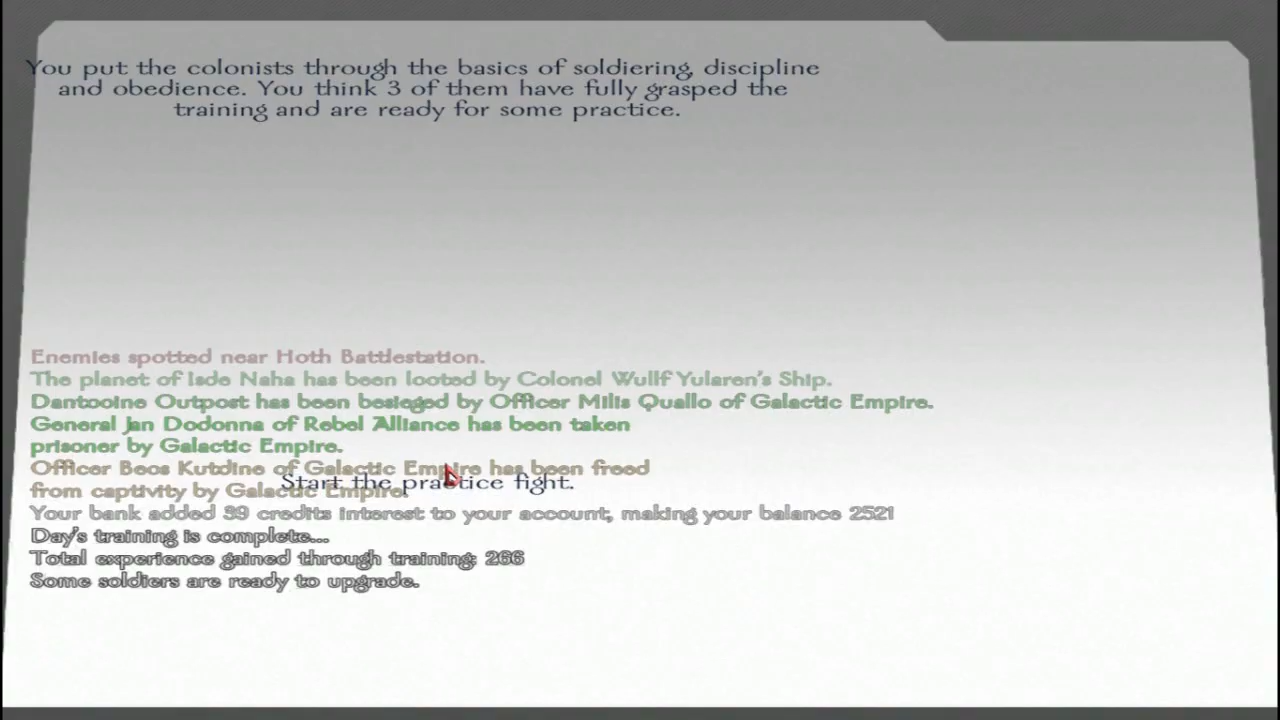 You put the colonists through the basics of soldiering, discipline
and obedience. You think 3 of them have fully grasped the
training and are ready for some practice.
Enemies spotted near Hoth Battlestation.
The planet of Isde Naha has been looted by Colonel Wullf Yularen's Ship.
Dantooine Outpost has been besieged by Officer Milis Quallo of Galactic Empire.
General Jan Dodonna of Rebel Alliance has been taken
prisoner by Galactic Empire.
Officer Beos Kutdine of Galactic Empire has been freed
Start the practice fight.
from captivity by Galactic Empire.
Your bank added 39 credits interest to your account, making your balance 2521
Day's training is complete...
Total experience gained through training: 266
Some soldiers are ready to upgrade.